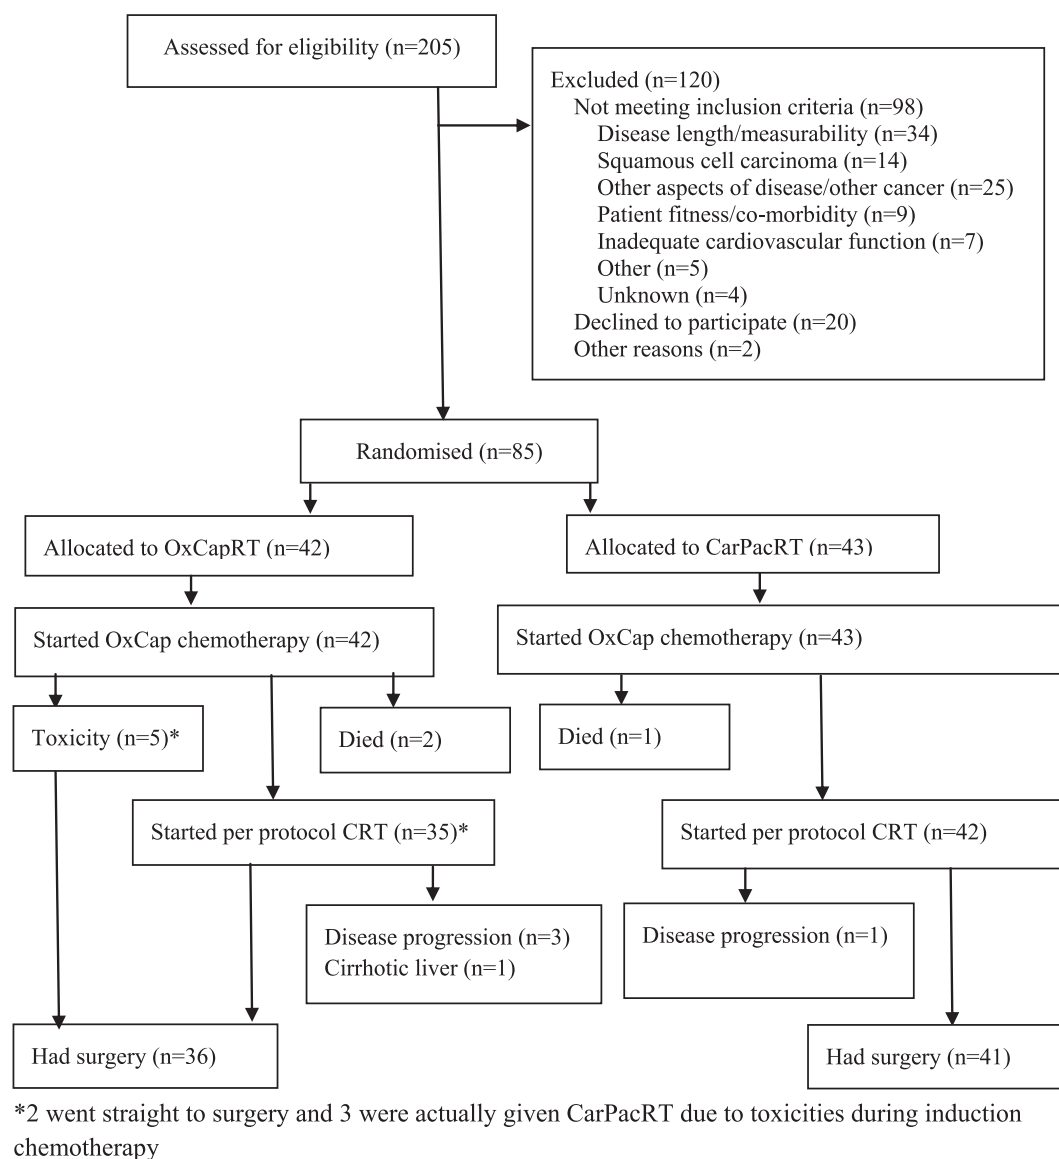 Assessed for eligibility (n=205)
Excluded (n=120)
Not meeting inclusion criteria (n=98)
Disease length/measurability (n=34)
Squamous cell carcinoma (n=14)
Other aspects of disease/other cancer (n=25)
Patient fitness/co-morbidity (n=9)
Inadequate cardiovascular function (n=7)
Other (n=5)
Unknown (n=4)
Declined to participate (n=20)
Other reasons (n=2)
Randomised (n=85)
Allocated to OxCapRT (n=42)
Allocated to CarPacRT (n=43)
Started OxCap chemotherapy (n=42)
Started OxCap chemotherapy (n=43)
Toxicity (n=5)*
Died (n=2)
Died (n=1)
Started per protocol CRT (n=35)*
Started per protocol CRT (n=42)
Disease progression (n=3)
Cirrhotic liver (n=1)
Disease progression (n=1)
Had surgery (n=36)
Had surgery (n=41)
*2 went straight to surgery and 3 were actually given CarPacRT due to toxicities during induction
chemotherapy